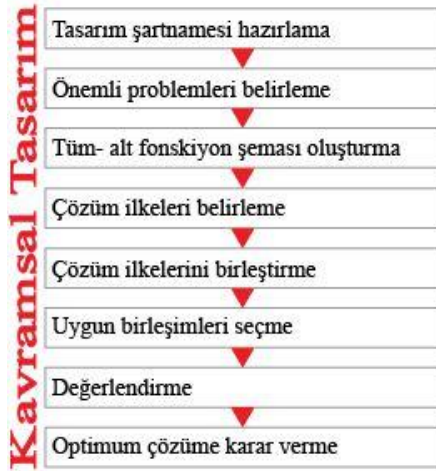 Kavramsal Tasarım
Tasarım şartnamesi hazırlama
Önemli problemleri belirleme
Tüm- alt fonskiyon şeması oluşturma
Çözüm ilkeleri belirleme
Çözüm ilkelerini birleştirme
Uygun birleşimleri seçme
Değerlendirme
Optimum çözüme karar verme